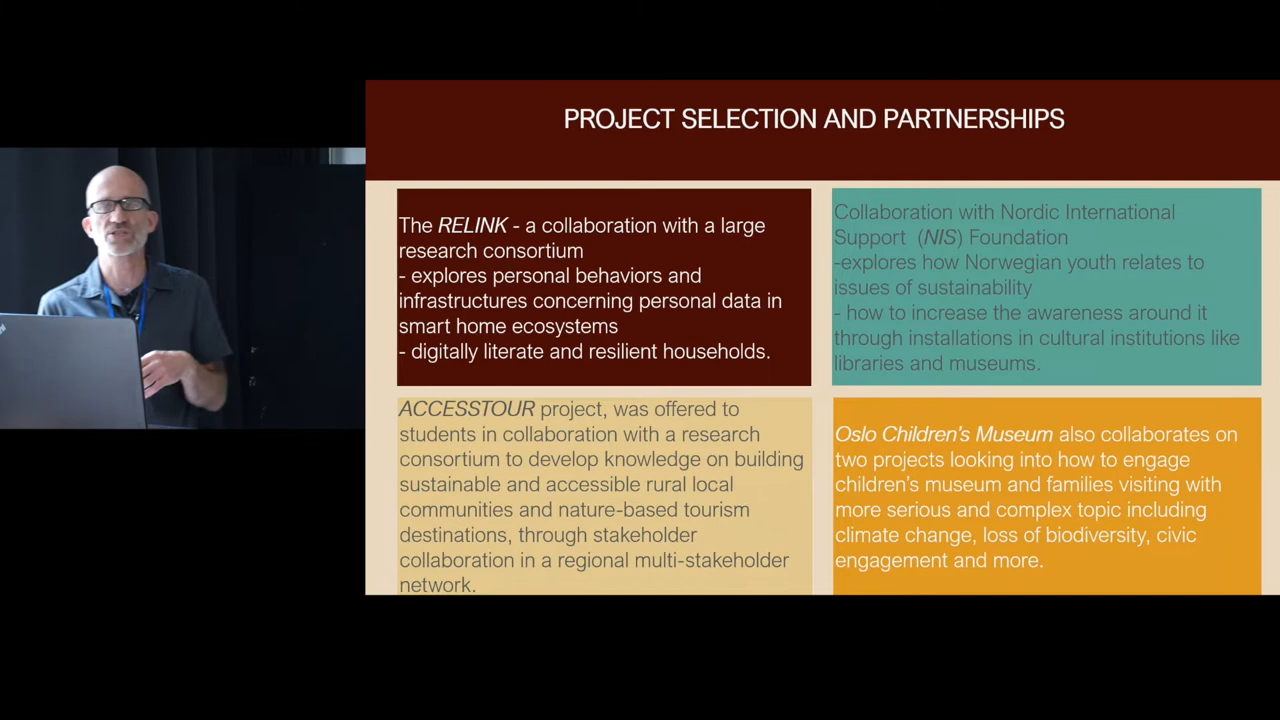 PROJECT SELECTION AND PARTNERSHIPS
The RELINK - a collaboration with a large
research consortium
- explores personal behaviors and
infrastructures concerning personal data in
smart home ecosystems
- digitally literate and resilient households.
Collaboration with Nordic International
Support (NIS) Foundation
-explores how Norwegian youth relates to
issues of sustainability
- how to increase the awareness around it
through installations in cultural institutions like
libraries and museums.
ACCESSTOUR project, was offered to
students in collaboration with a research
consortium to develop knowledge on building
sustainable and accessible rural local
communities and nature-based tourism
destinations, through stakeholder
collaboration in a regional multi-stakeholder
network.
Oslo Children's Museum also collaborates on
two projects looking into how to engage
children's museum and families visiting with
more serious and complex topic including
climate change, loss of biodiversity, civic
engagement and more.